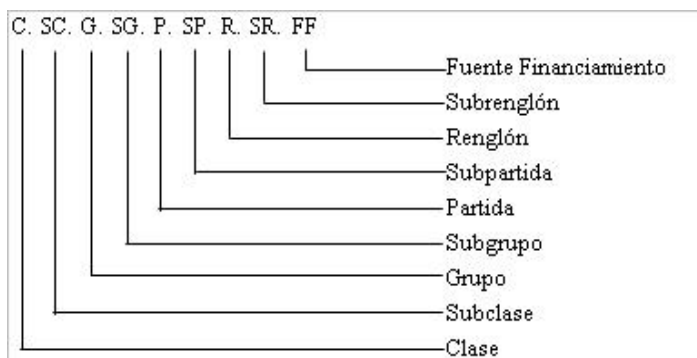 C. SC. G. SG. P. SP. R. SR. FF
Fuente Financiamiento
Subrenglón
Renglón
Subpartida
Partida
Subgrupo
Grupo
Subclase
Clase